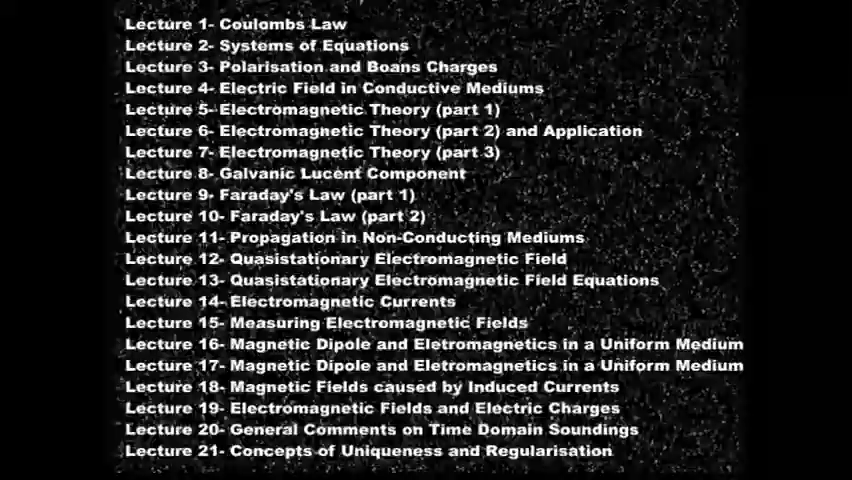 Lecture 1- Coulombs Law
Lecture 2- Systems of Equations
Lecture 3- Polarisation and Boans Charges
Lecture 4- Electric Field in Conductive Mediums
Lecture 5- Electromagnetic Theory (part 1)
Lecture 6- Electromagnetic Theory (part 2) and Application
Lecture 7- Electromagnetic Theory (part 3)
Lecture 8- Galvanic Lucent Component
Lecture 9- Faraday's Law (part 1)
Lecture 10- Faraday's Law (part 2)
Lecture 11- Propagation in Non-Conducting Mediums
Lecture 12- Quasistationary Electromagnetic Field
Lecture 13- Quasistationary Electromagnetic Field Equations
Lecture 14- Electromagnetic Currents
Lecture 15- Measuring Electromagnetic Fields
Lecture 16- Magnetic Dipole and Eletromagnetics in a Uniform Medium
Lecture 17- Magnetic Dipole and Eletromagnetics in a Uniform Medium
Lecture 18- Magnetic Fields caused by Induced Currents
Lecture 19- Electromagnetic Fields and Electric Charges
Lecture 20- General Comments on Time Domain Soundings
Lecture 21- Concepts of Uniqueness and Regularisation